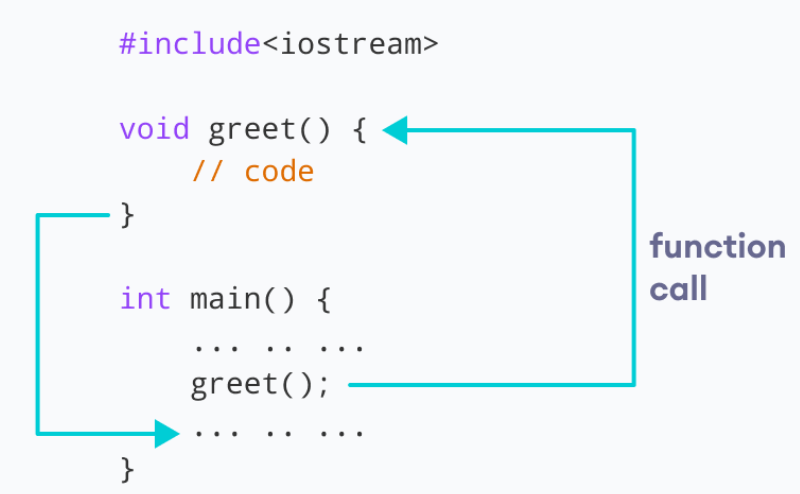 #include<iostream>
void greet() {
// code
}
int main() {
... .. ...
greet();
... .. ...
}
function
call